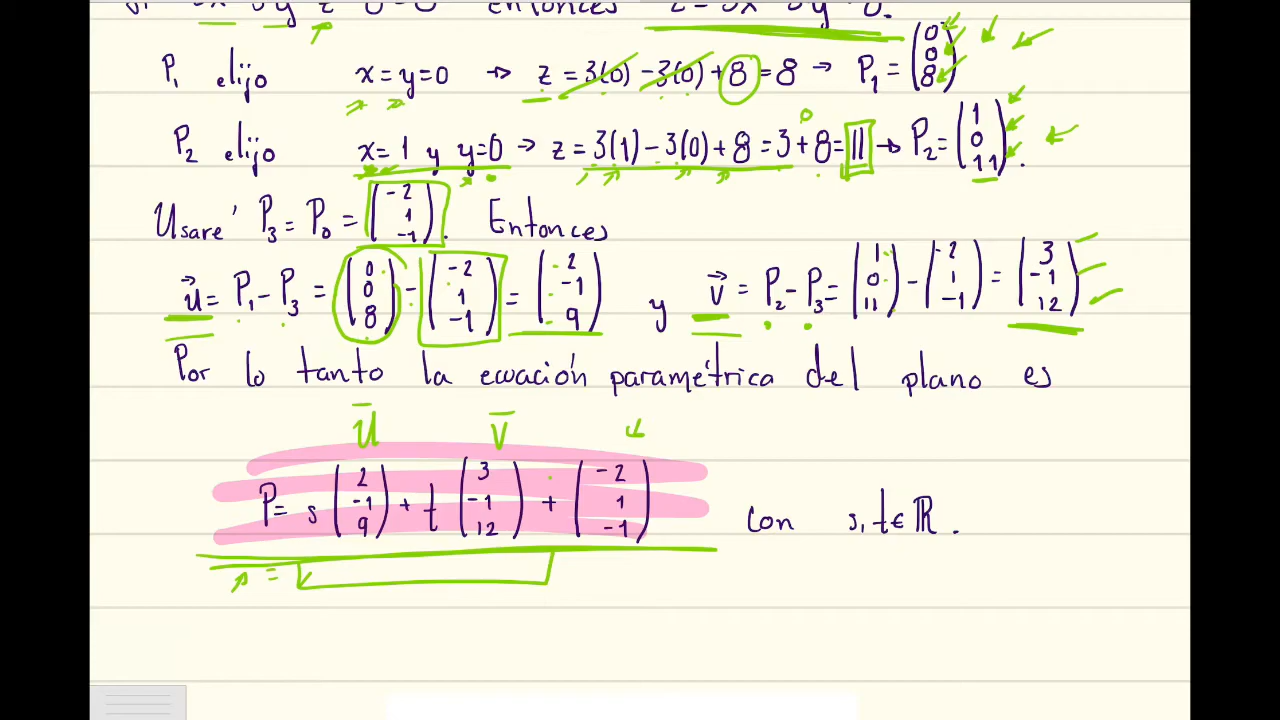 Entonces
P₁ elijo x=y=0 → z = 3(0) - 3(0) + 8 = 8 → P₁ = (0 0 8)
P₂ elijo x=1 y y=0 → z = 3(1) - 3(0) + 8 = 3 + 8 = 11 → P₂ = (1 0 11).
Usaré P₃ = P₀ = (-2 1 -1). Entonces
u = P₁ - P₃ = (0 0 8) - (-2 1 -1) = (2 -1 9) y v = P₂ - P₃ = (1 0 11) - (-2 1 -1) = (3 -1 12)
Por lo tanto la ecuación paramétrica del plano es
u v
P = s (2 -1 9) + t (3 -1 12) + (-2 1 -1) con s, t ∈ ℝ.
=